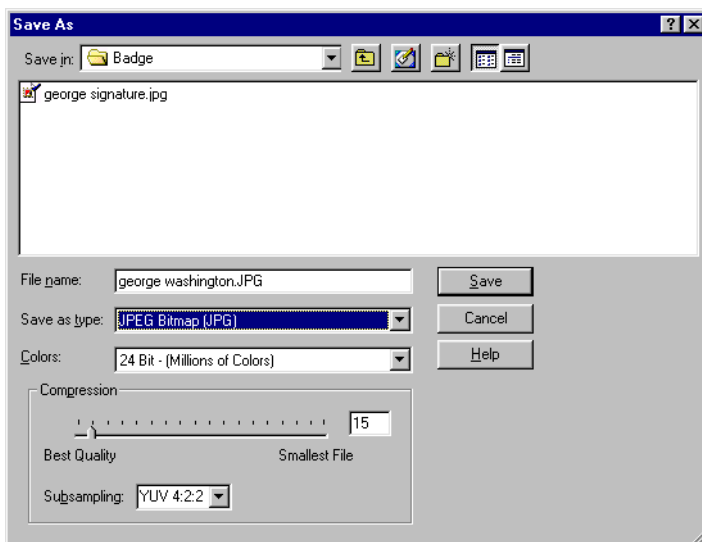 Save As
Save in: Badge
george signature.jpg
File name: george washington.JPG Save
Save as type: JPEG Bitmap (JPG) Cancel
Colors: 24 Bit - (Millions of Colors) Help
Compression
15
Best Quality Smallest File
Subsampling: YUV 4:2:2